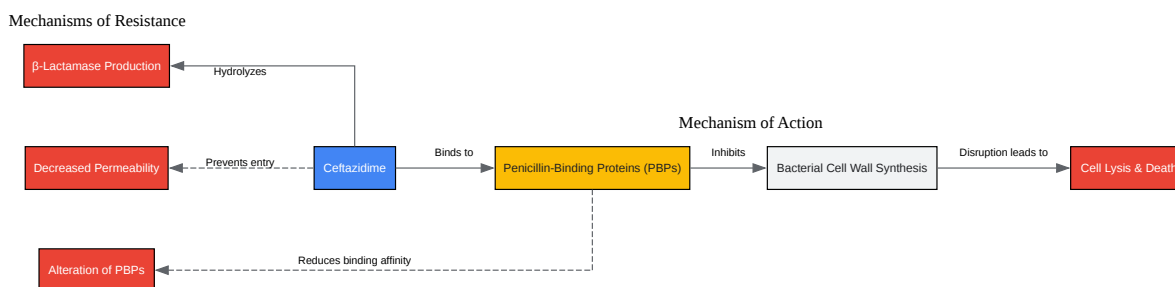 Mechanisms of Resistance
β-Lactamase Production
Hydrolyzes
Mechanism of Action
Decreased Permeability
Prevents entry
Ceftazidime
Binds to
Penicillin-Binding Proteins (PBPs)
Inhibits
Bacterial Cell Wall Synthesis
Disruption leads to
Cell Lysis & Death
Reduces binding affinity
Alteration of PBPs